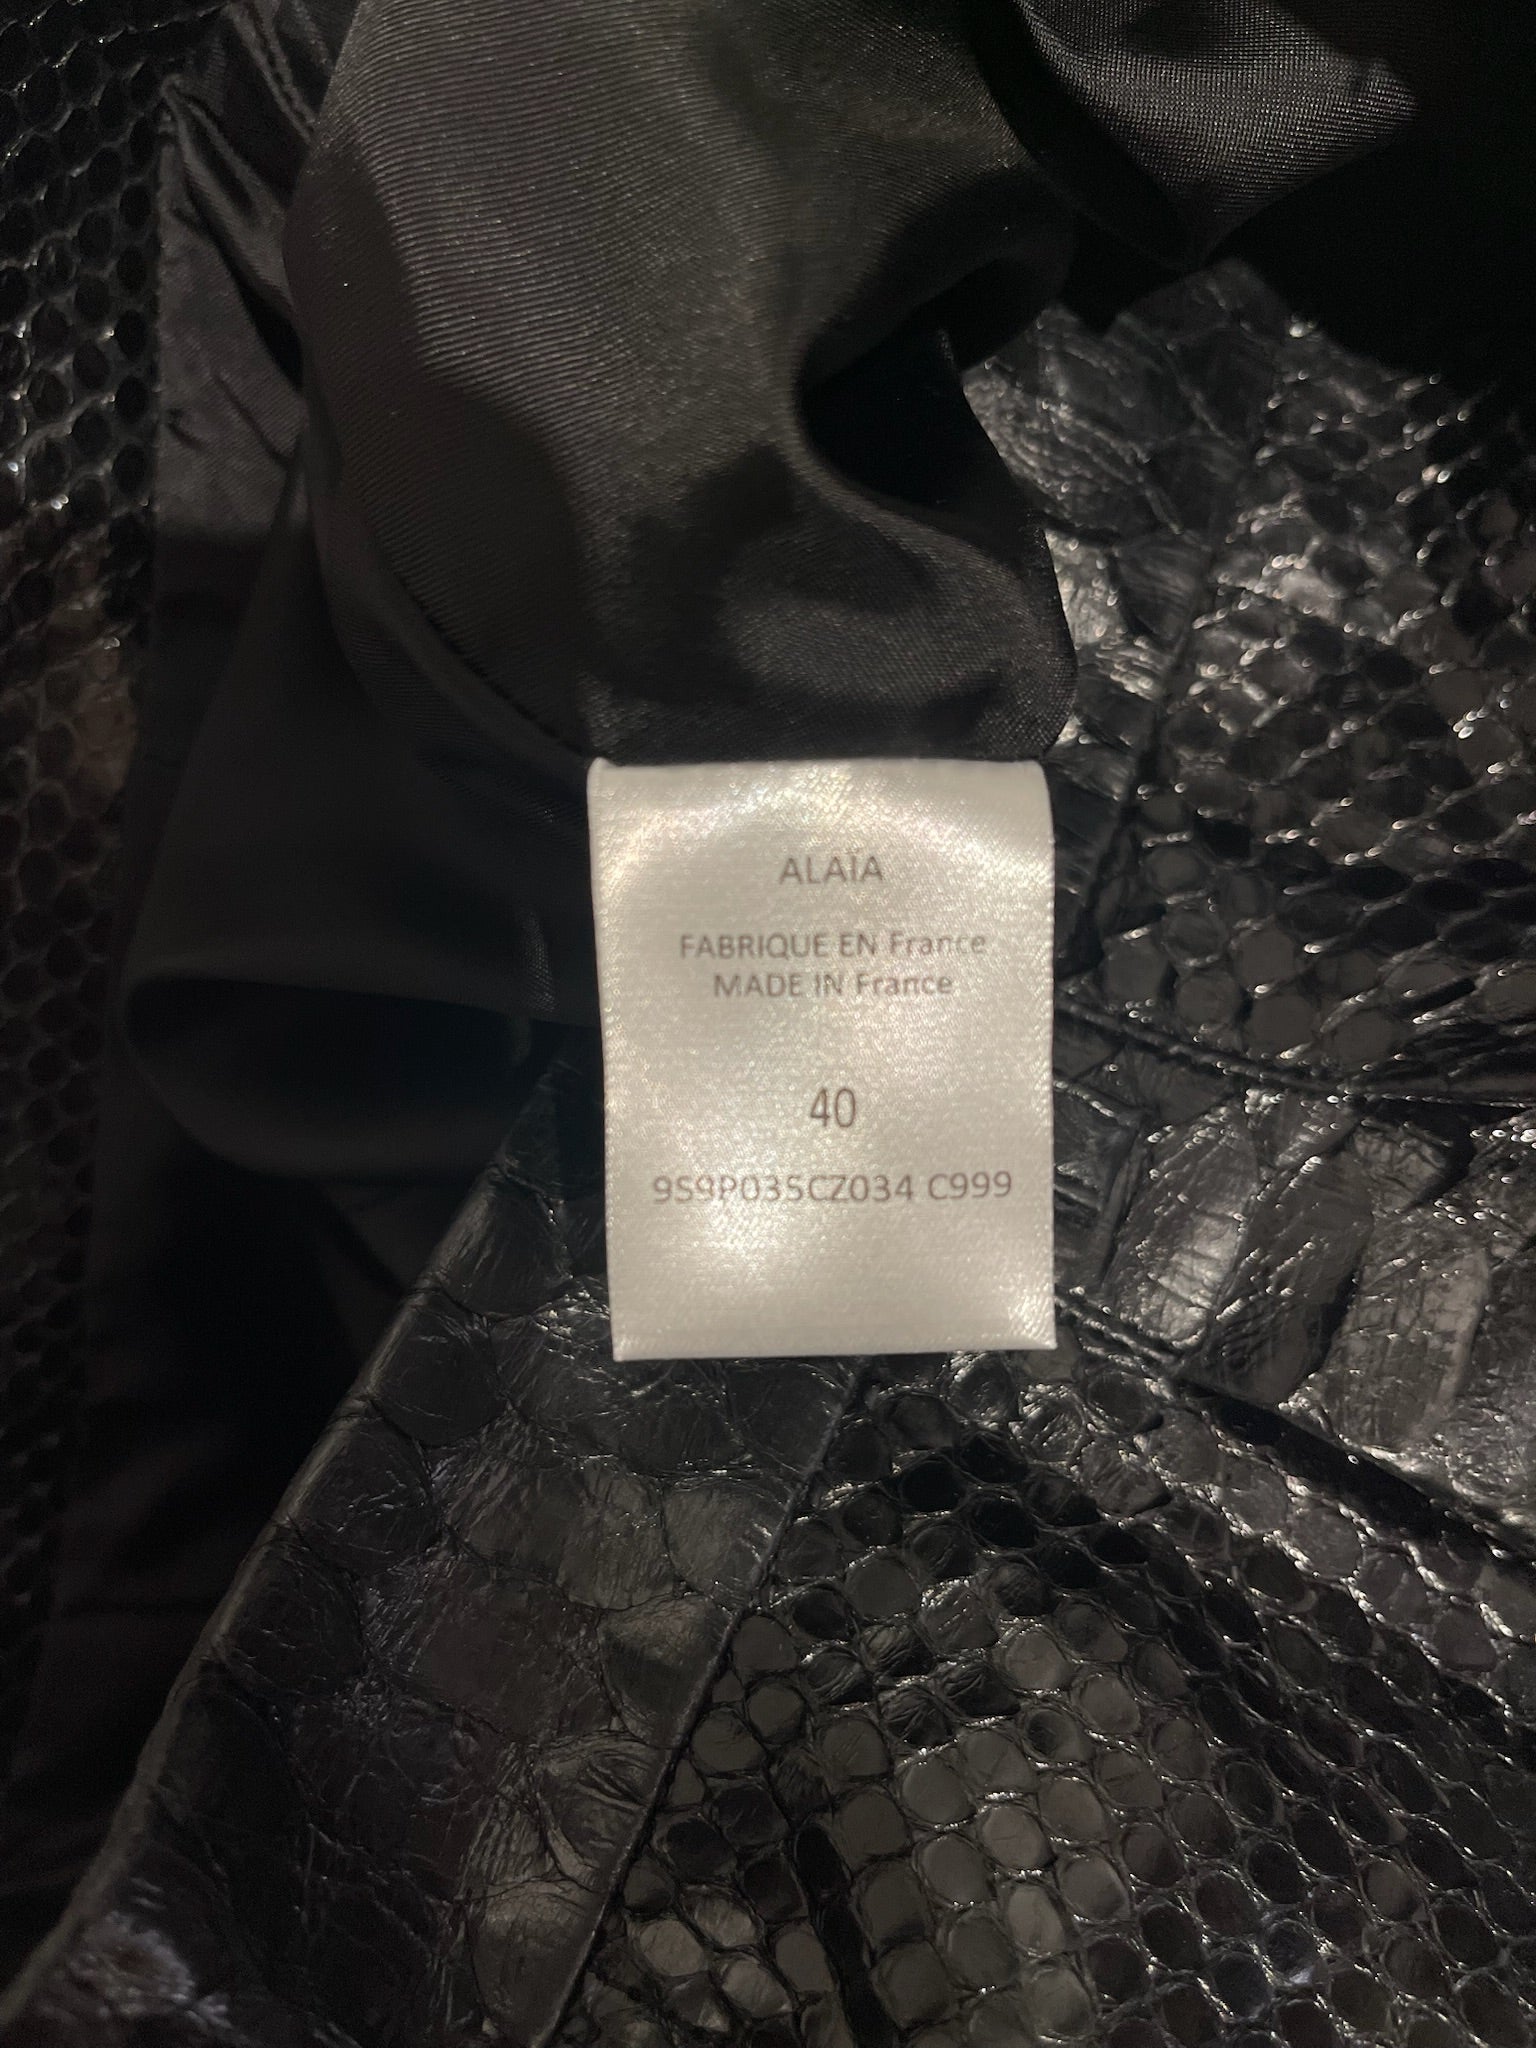 ALAÏA
FABRIQUE EN France
MADE IN France
40
9S9P035CZ034 C999